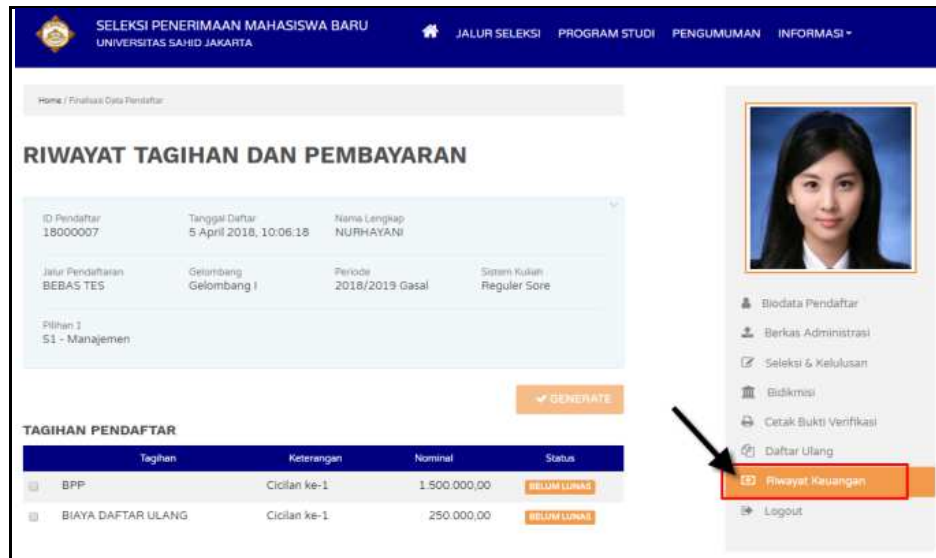 SELEKSI PENERIMAAN MAHASISWA BARU
UNIVERSITAS SAHID JAKARTA
JALUR SELEKSI PROGRAM STUDI PENGUMUMAN INFORMASI
Home / Finalisasi Data Pendaftar
RIWAYAT TAGIHAN DAN PEMBAYARAN
ID Pendaftar Tanggal Daftar Nama Lengkap
18000007 5 April 2018, 10:06:18 NURHAYANI
Jalur Pendaftaran Gelombang Periode Sistem Kuliah
BEBAS TES Gelombang I 2018/2019 Gasal Reguler Sore
Pilihan 1
S1 - Manajemen
GENERATE
TAGIHAN PENDAFTAR
Tagihan Keterangan Nominal Status
BPP Cicilan ke-1 1.500.000,00 BELUM LUNAS
BIAYA DAFTAR ULANG Cicilan ke-1 250.000,00 BELUM LUNAS
Biodata Pendaftar
Berkas Administrasi
Seleksi & Kelulusan
Bidikmisi
Cetak Bukti Verifikasi
Daftar Ulang
Riwayat Keuangan
Logout